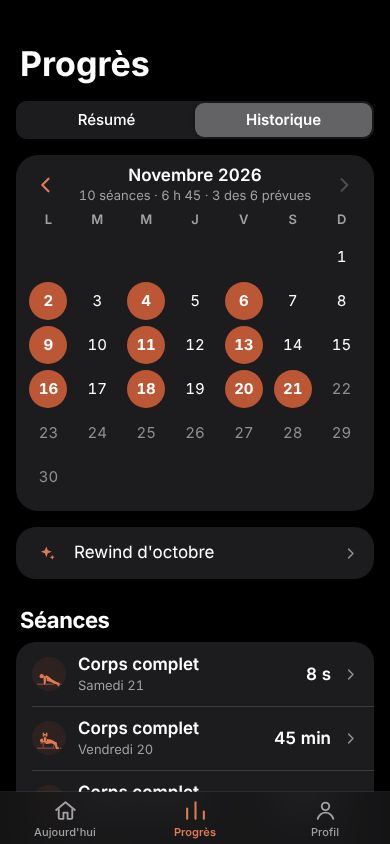 Progrès
Résumé Historique
Novembre 2026
10 séances · 6 h 45 · 3 des 6 prévues
L M M J V S D
1
2 3 4 5 6 7 8
9 10 11 12 13 14 15
16 17 18 19 20 21 22
23 24 25 26 27 28 29
30
Rewind d'octobre
Séances
Corps complet
8 s
Samedi 21
Corps complet
45 min
Vendredi 20
Corps complet
Aujourd'hui Progrès Profil